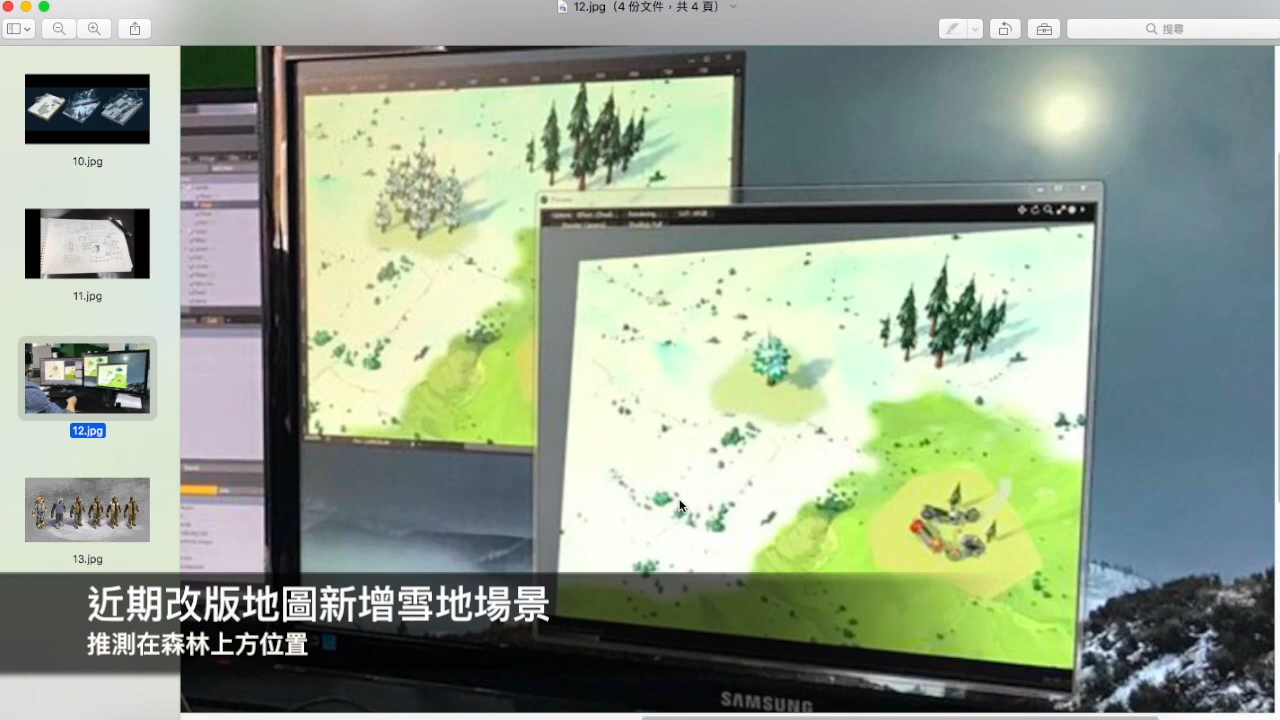 12.jpg（4 份文件，共 4 頁）
搜尋
10.jpg
11.jpg
12.jpg
13.jpg
近期改版地圖新增雪地場景
推測在森林上方位置
SAMSUNG